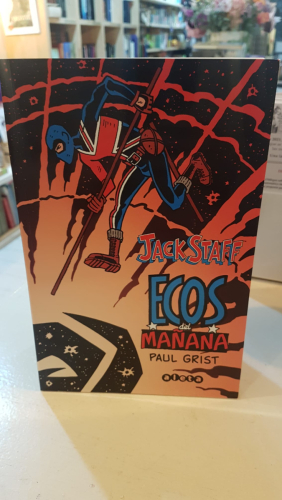 JACK STAFF
ECOS
del
MAÑANA
PAUL GRIST
aleta